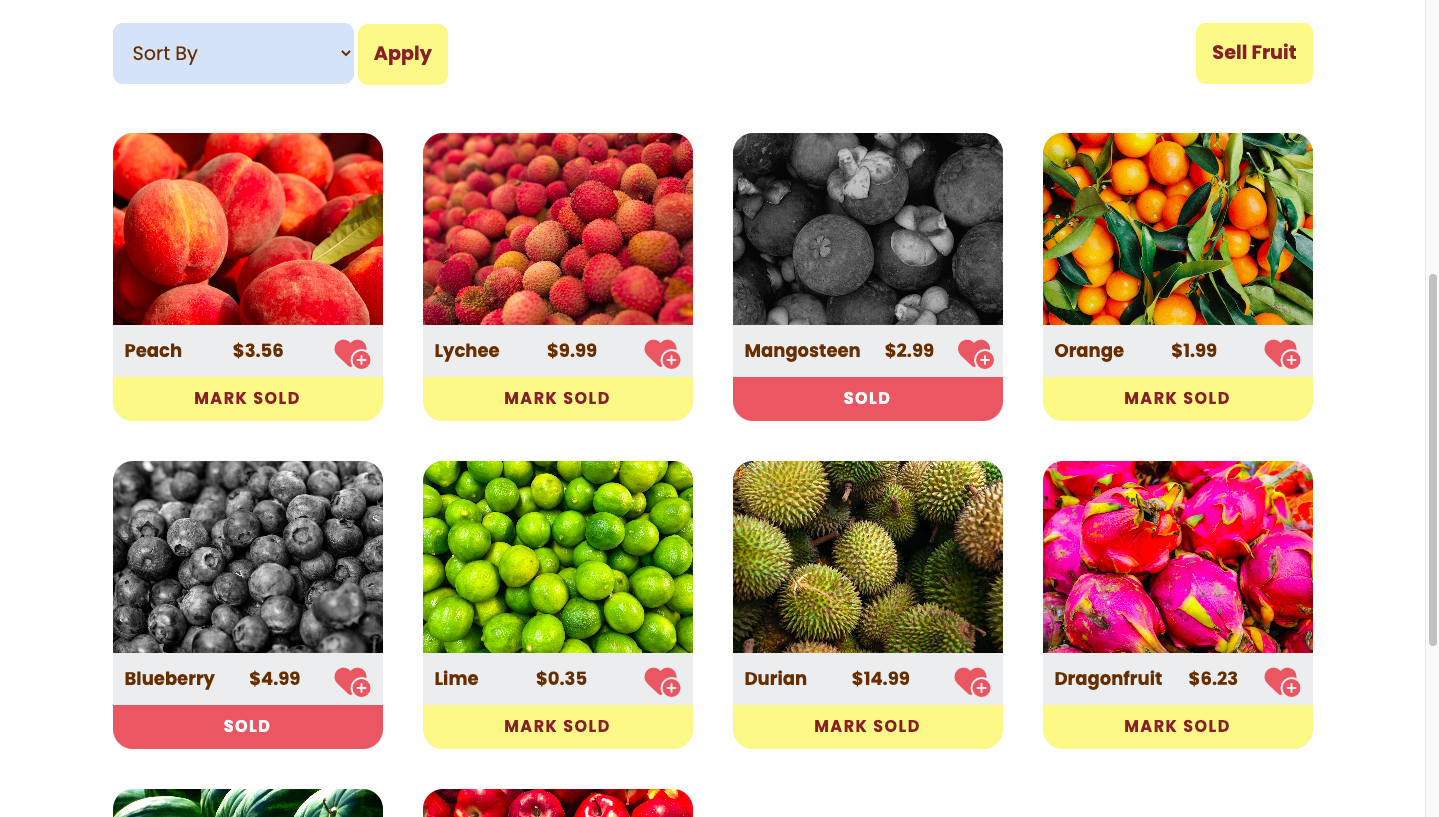 Sort By
Apply
Sell Fruit
Peach $3.56
Lychee $9.99
Mangosteen $2.99
Orange $1.99
MARK SOLD
MARK SOLD
SOLD
MARK SOLD
Blueberry $4.99
Lime $0.35
Durian $14.99
Dragonfruit $6.23
SOLD
MARK SOLD
MARK SOLD
MARK SOLD